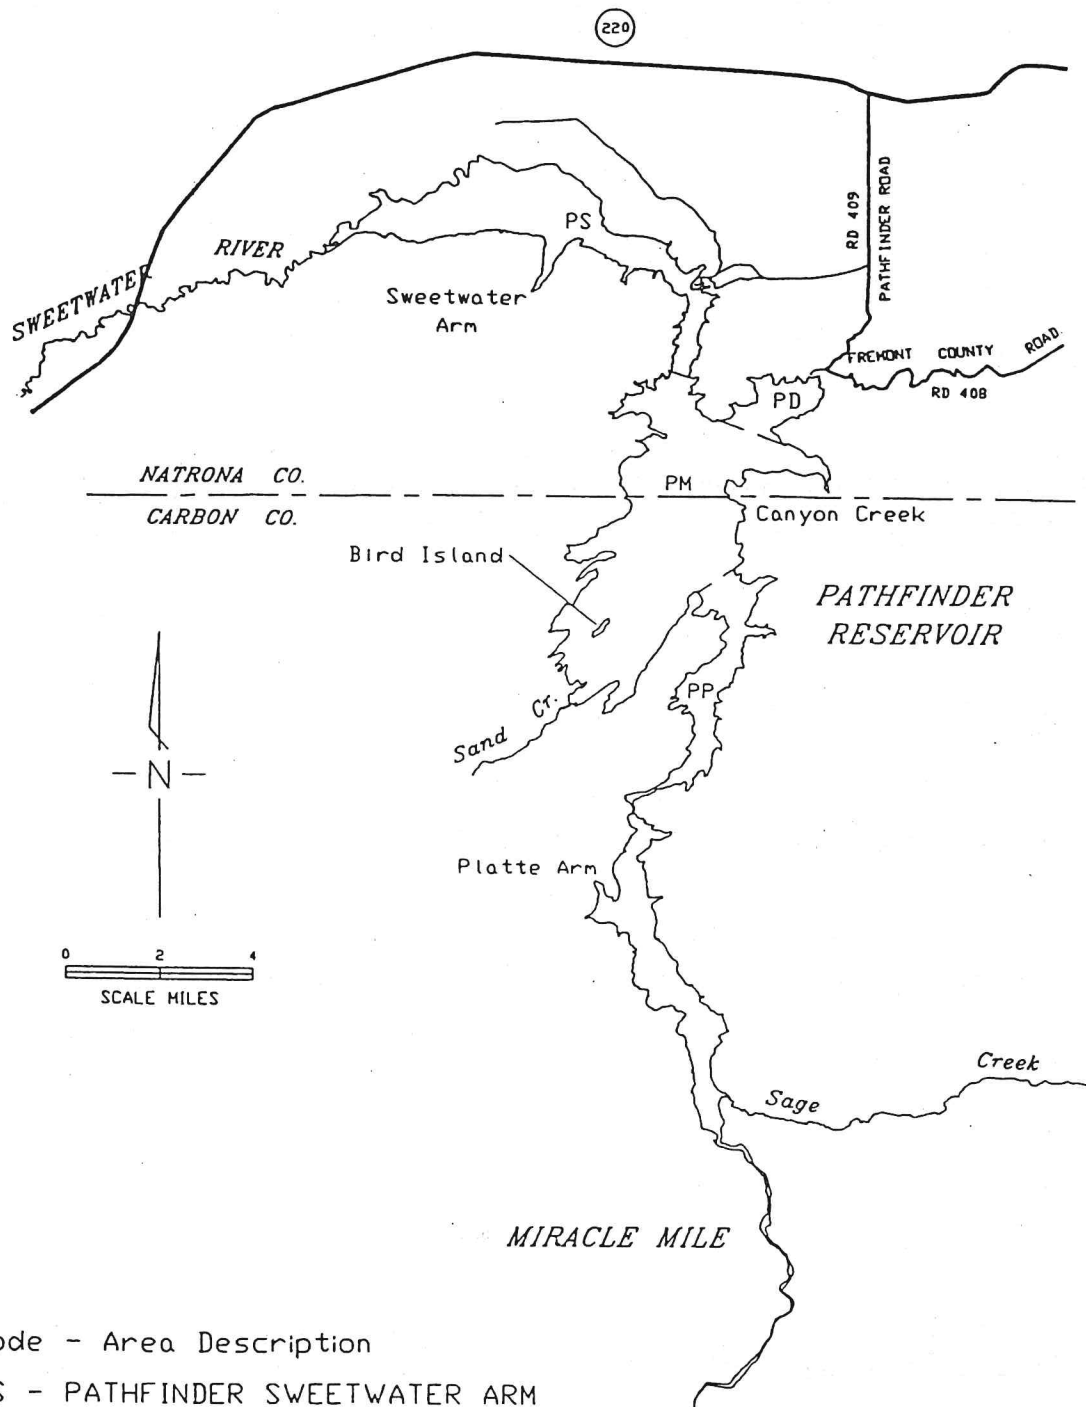 220
RD 409
PATHFINDER ROAD
PS
RIVER
SWEETWATER
Sweetwater
Arm
FREMONT COUNTY ROAD.
RD 408
PD
NATRONA CO.
PM
CARBON CO.
Canyon Creek
Bird Island
PATHFINDER
RESERVOIR
PP
Sand Cr.
N
Platte Arm
0 2 4
SCALE MILES
Sage Creek
MIRACLE MILE
ode - Area Description
S - PATHFINDER SWEETWATER ARM